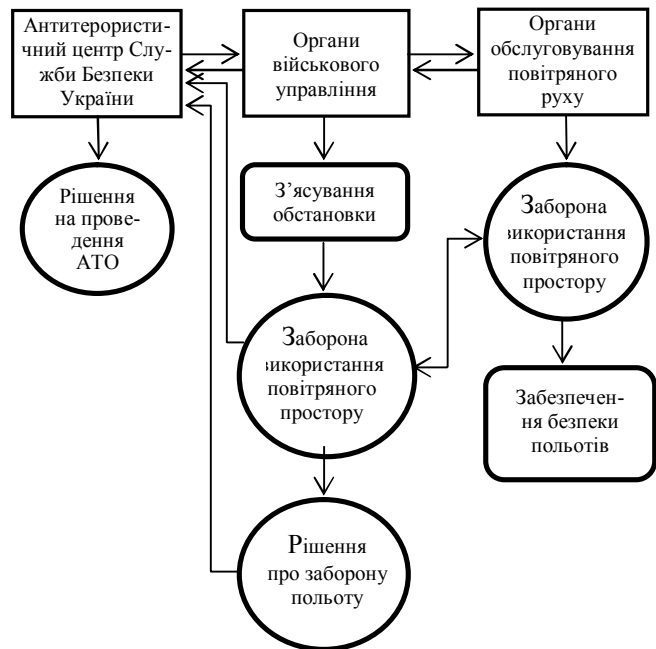 Антитерористи-
чний центр Слу-
жби Безпеки
України
Органи
військового
управління
Органи
обслуговування
повітряного
руху
Рішення
на прове-
дення
АТО
З’ясування
обстановки
Заборона
використання
повітряного
простору
Заборона
використання
повітряного
простору
Забезпечен-
ня безпеки
польотів
Рішення
про заборону
польоту